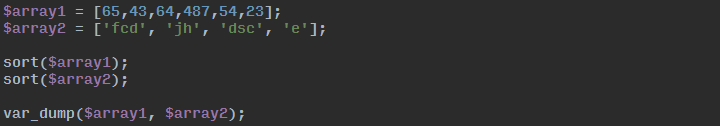 $array1 = [65,43,64,487,54,23];
$array2 = ['fcd', 'jh', 'dsc', 'e'];
sort($array1);
sort($array2);
var_dump($array1, $array2);